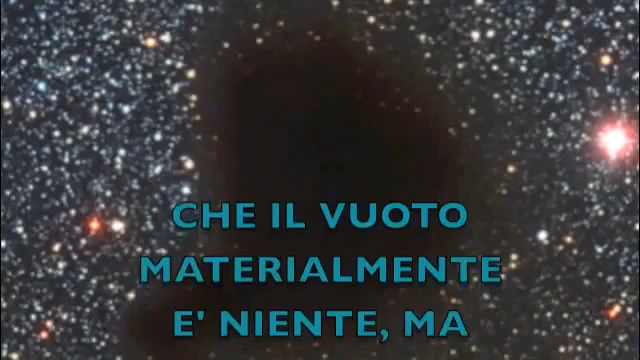 CHE IL VUOTO
MATERIALMENTE
E' NIENTE, MA